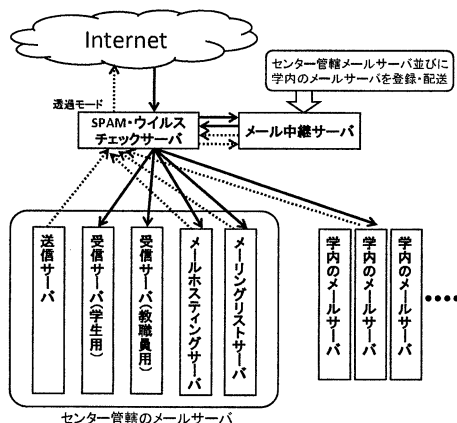 Internet
センター管轄メールサーバ並びに
学内のメールサーバを登録・配送
透過モード
SPAM・ウイルス
チェックサーバ
メール中継サーバ
送信サーバ
受信サーバ(学生用)
受信サーバ(教職員用)
メールホスティングサーバ
メーリングリストサーバ
学内のメールサーバ
学内のメールサーバ
学内のメールサーバ
センター管轄のメールサーバ